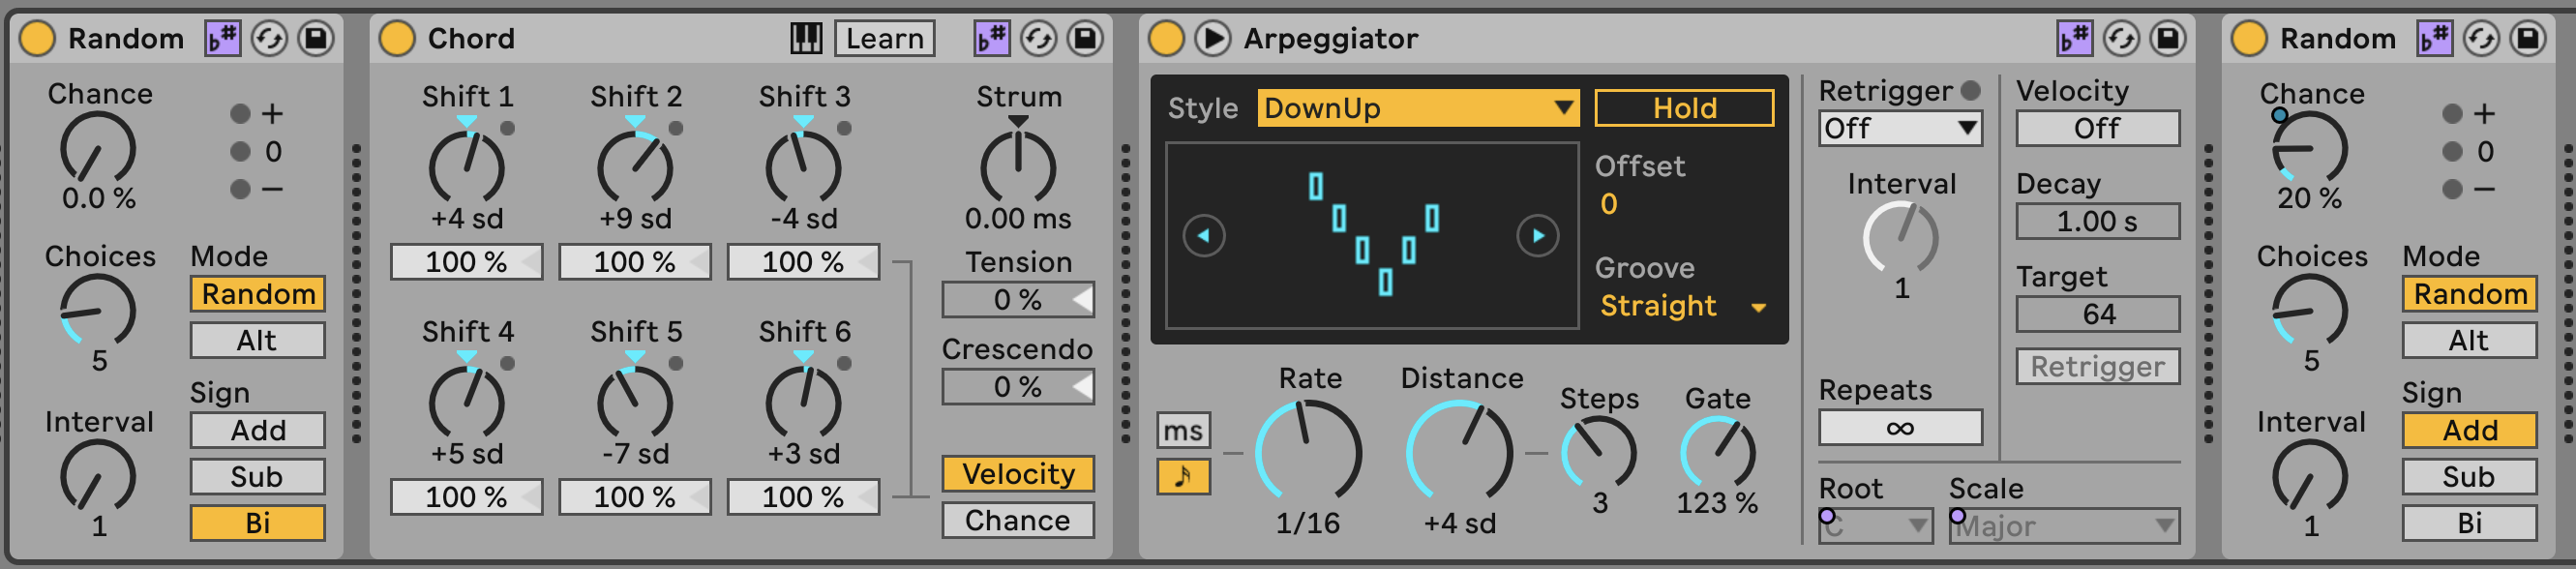 Random
Chance
+
0
−
0.0 %
Choices
Mode
Random
Alt
5
Sign
Interval
Add
Sub
1
Bi
Chord
Learn
Shift 1
Shift 2
Shift 3
Strum
+4 sd
+9 sd
-4 sd
0.00 ms
100 %
100 %
100 %
Tension
0 %
Shift 4
Shift 5
Shift 6
Crescendo
0 %
+5 sd
-7 sd
+3 sd
Velocity
100 %
100 %
100 %
Chance
Arpeggiator
Style
DownUp
Hold
Offset
0
Groove
Straight
Rate
Distance
Steps
Gate
ms
1/16
+4 sd
3
123 %
Retrigger
Off
Interval
1
Repeats
∞
Velocity
Off
Decay
1.00 s
Target
64
Retrigger
Root
Scale
C
Major
Random
Chance
+
0
−
20 %
Choices
Mode
Random
Alt
5
Sign
Interval
Add
Sub
1
Bi